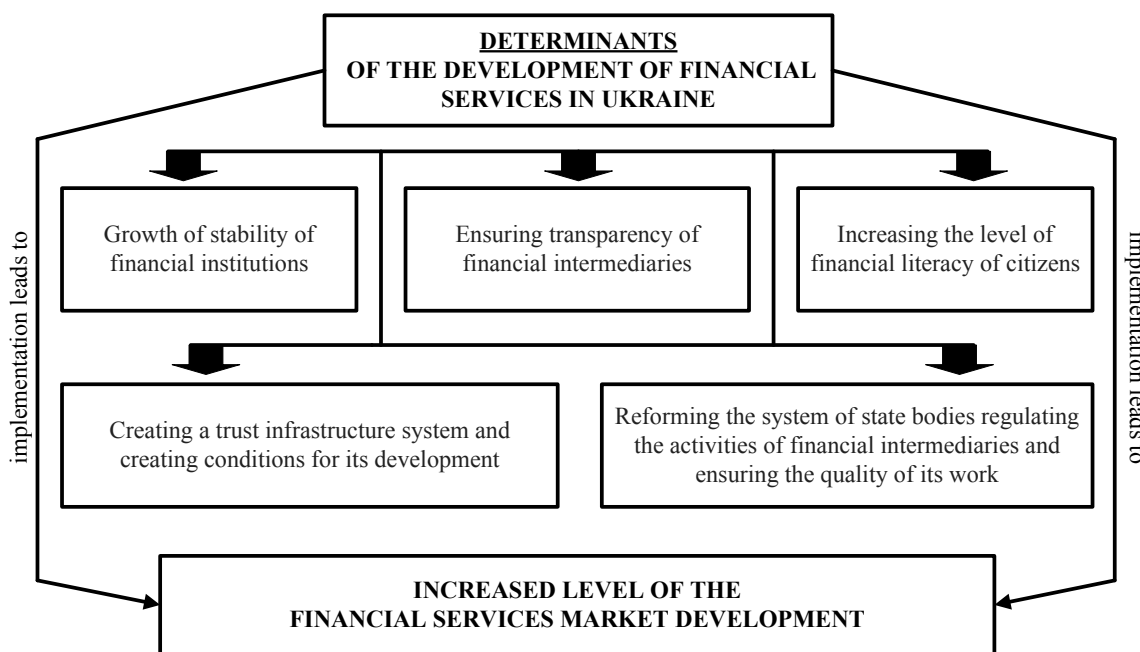 DETERMINANTS
OF THE DEVELOPMENT OF FINANCIAL
SERVICES IN UKRAINE
implementation leads to
Growth of stability of
financial institutions
Ensuring transparency of
financial intermediaries
Increasing the level of
financial literacy of citizens
implementation leads to
Creating a trust infrastructure system and
creating conditions for its development
Reforming the system of state bodies regulating
the activities of financial intermediaries and
ensuring the quality of its work
INCREASED LEVEL OF THE
FINANCIAL SERVICES MARKET DEVELOPMENT